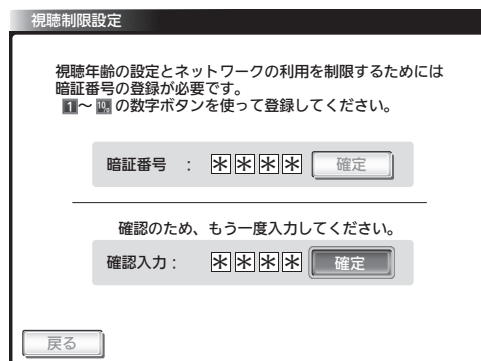 視聴制限設定
視聴年齢の設定とネットワークの利用を制限するためには
暗証番号の登録が必要です。
1～10 の数字ボタンを使って登録してください。
暗証番号 : ＊＊＊＊ 確定
確認のため、もう一度入力してください。
確認入力 : ＊＊＊＊ 確定
戻る